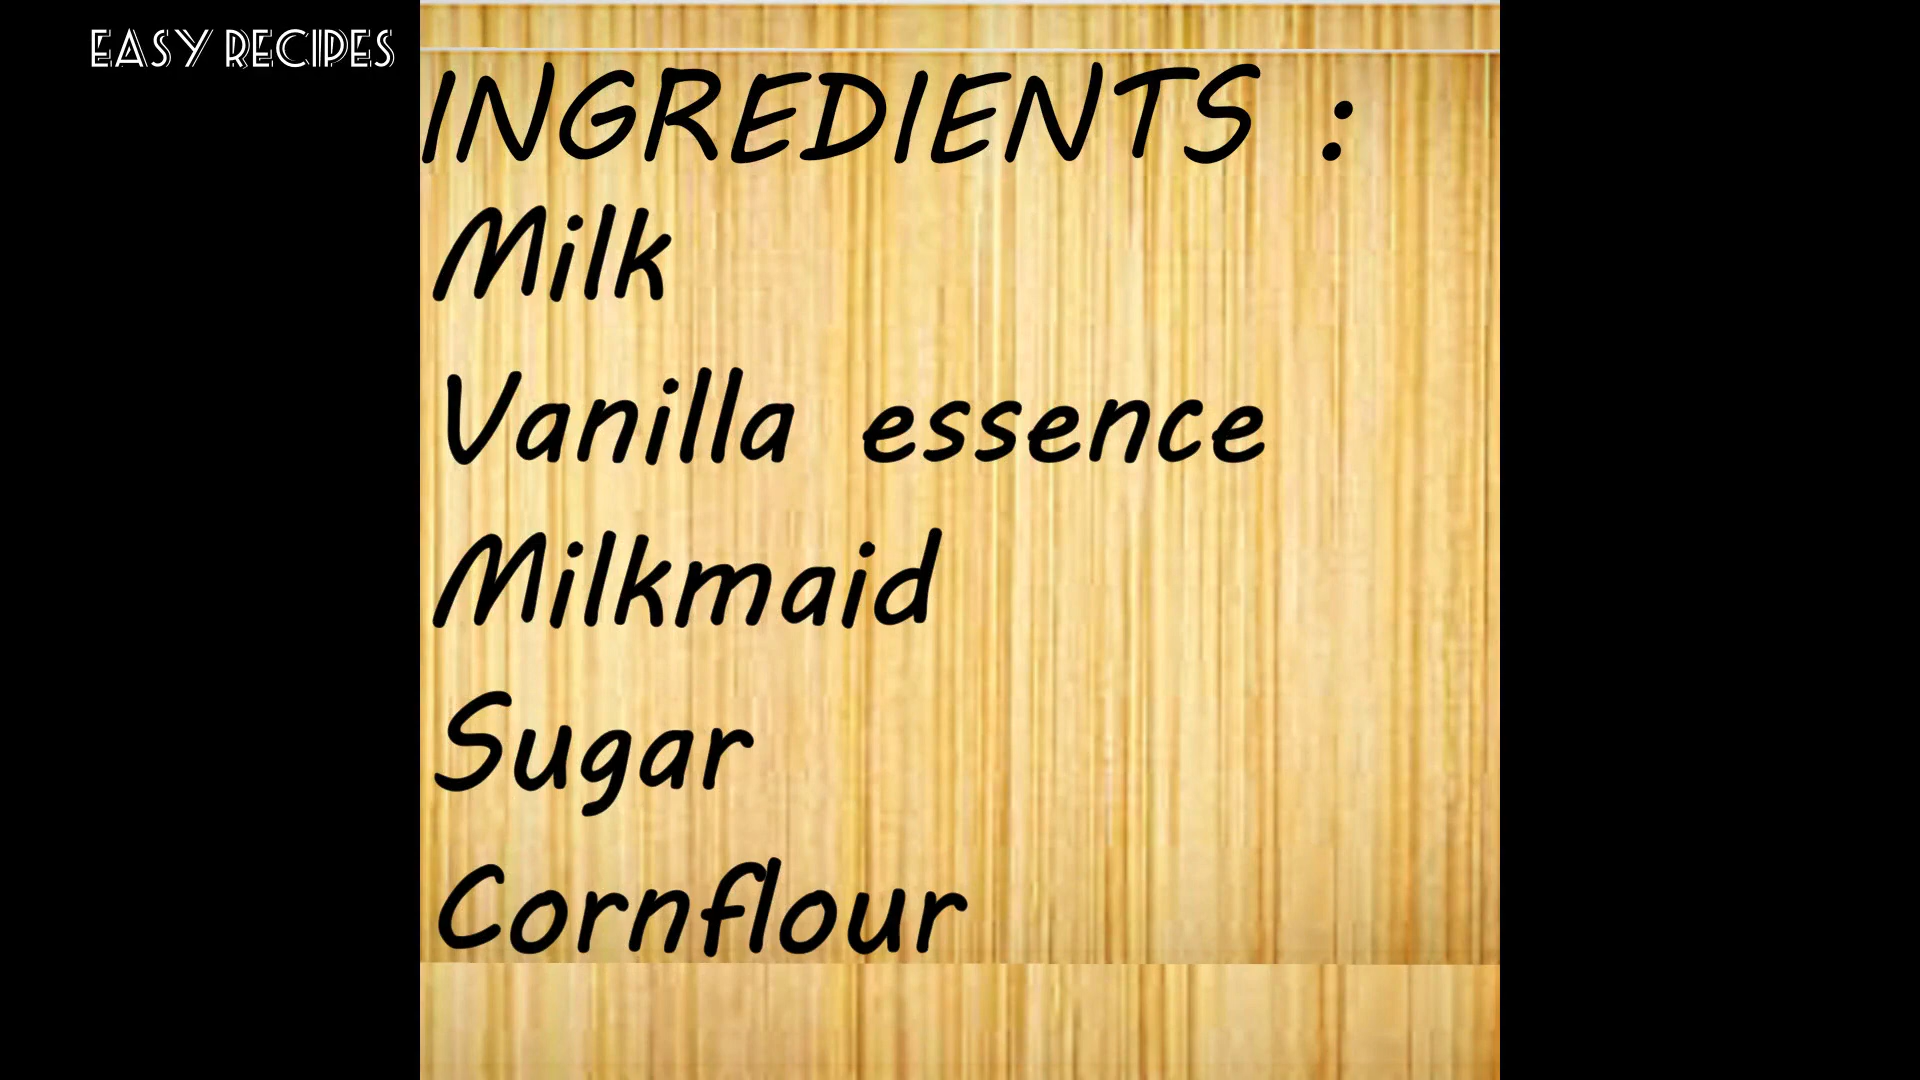 EASY RECIPES
INGREDIENTS :
Milk
Vanilla essence
Milkmaid
Sugar
Cornflour